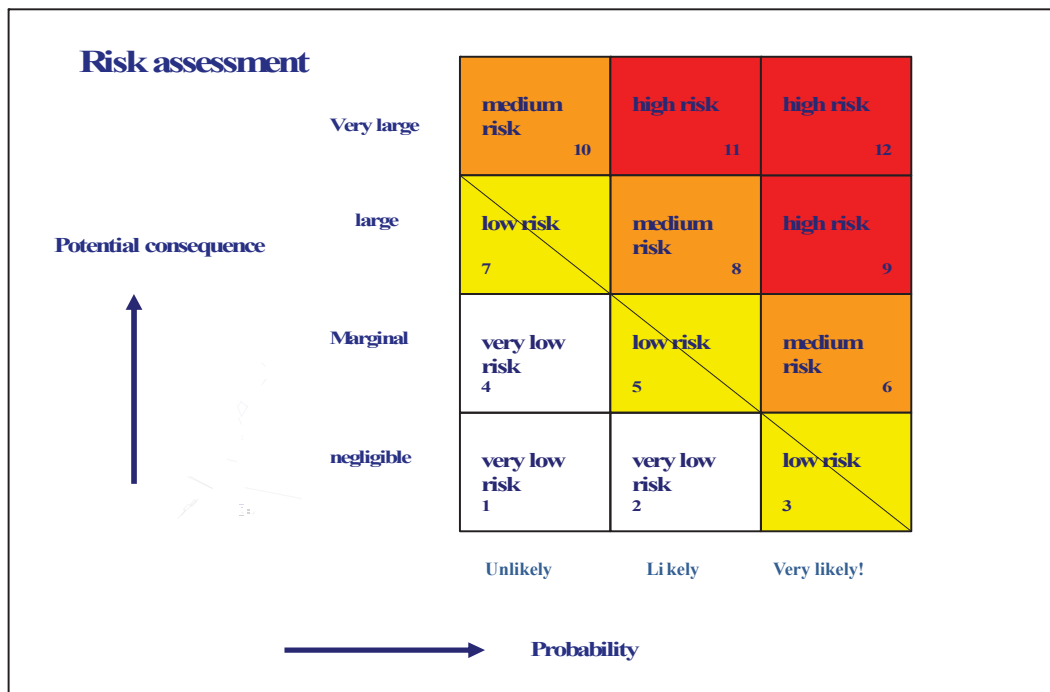 Risk assessment
Very large
medium
risk
10
high risk
11
high risk
12
large
Potential consequence
low risk
7
medium
risk
8
high risk
9
Marginal
very low
risk
4
low risk
5
medium
risk
6
negligible
very low
risk
1
very low
risk
2
low risk
3
Unlikely
Likely
Very likely!
Probability